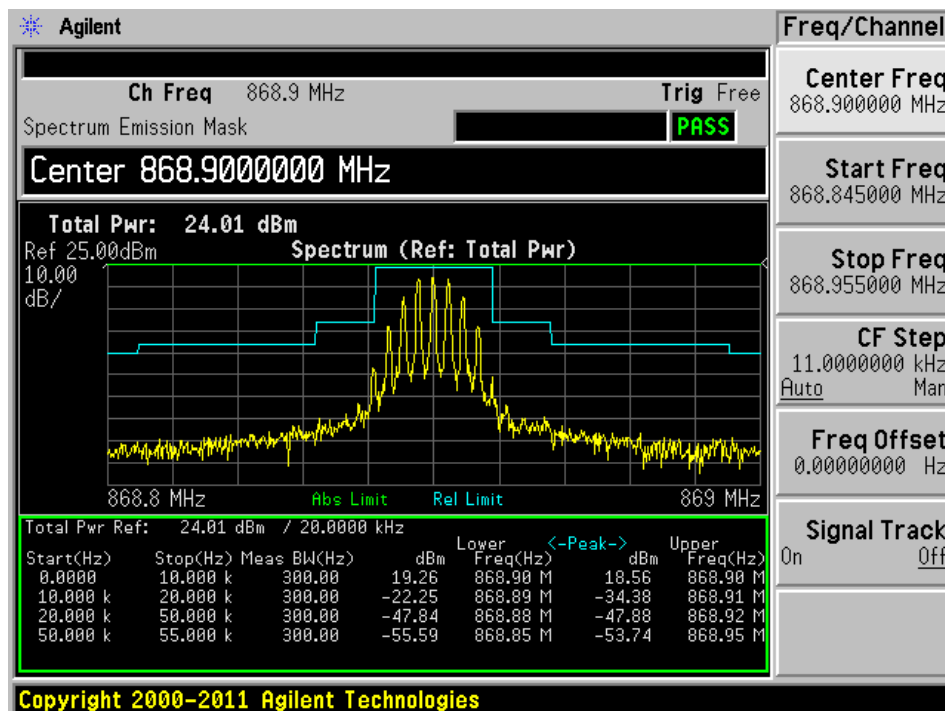 Agilent
Ch Freq 868.9 MHz Trig Free
Spectrum Emission Mask PASS
Center 868.9000000 MHz
Total Pwr: 24.01 dBm
Ref 25.00dBm Spectrum (Ref: Total Pwr)
10.00
dB/
868.8 MHz Abs Limit Rel Limit 869 MHz
Total Pwr Ref: 24.01 dBm / 20.0000 kHz
Lower <-Peak-> Upper
Start(Hz) Stop(Hz) Meas BW(Hz) dBm Freq(Hz) dBm Freq(Hz)
0.0000 10.000 k 300.00 19.26 868.90 M 18.56 868.90 M
10.000 k 20.000 k 300.00 -22.25 868.89 M -34.38 868.91 M
20.000 k 50.000 k 300.00 -47.84 868.88 M -47.88 868.92 M
50.000 k 55.000 k 300.00 -55.59 868.85 M -53.74 868.95 M
Copyright 2000-2011 Agilent Technologies
Freq/Channel
Center Freq
868.900000 MHz
Start Freq
868.845000 MHz
Stop Freq
868.955000 MHz
CF Step
11.0000000 kHz
Auto Man
Freq Offset
0.00000000 Hz
Signal Track
On Off